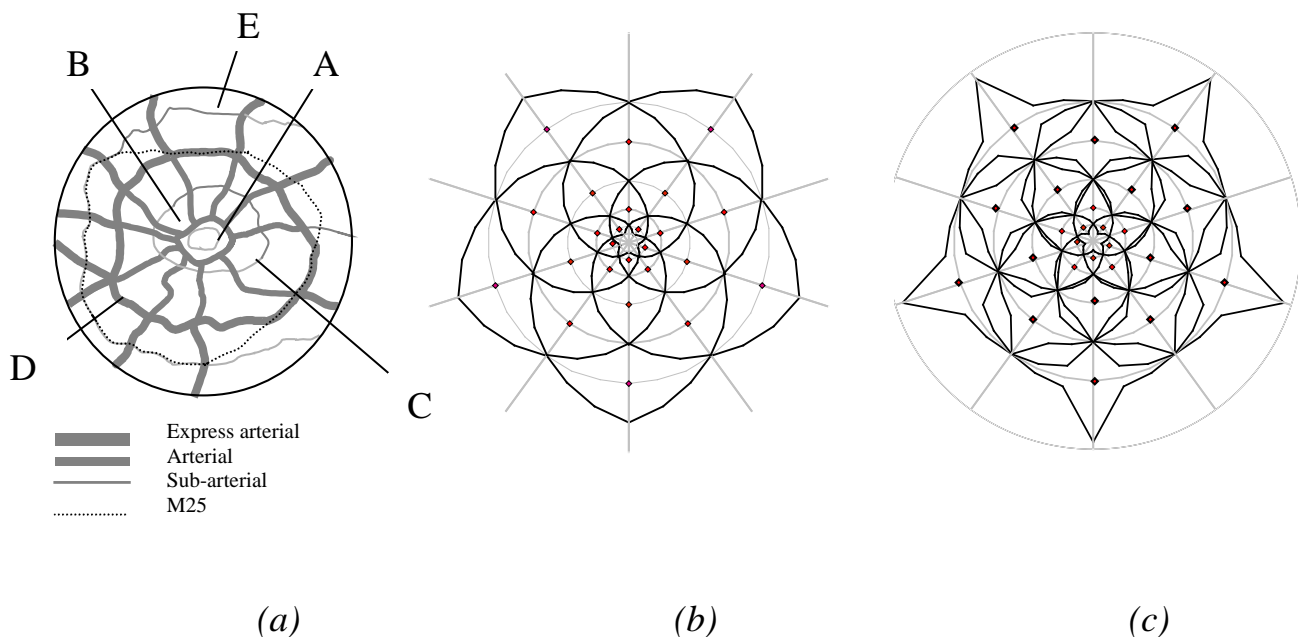 E
B
A
D
C
Express arterial
Arterial
Sub-arterial
M25
(a)
(b)
(c)